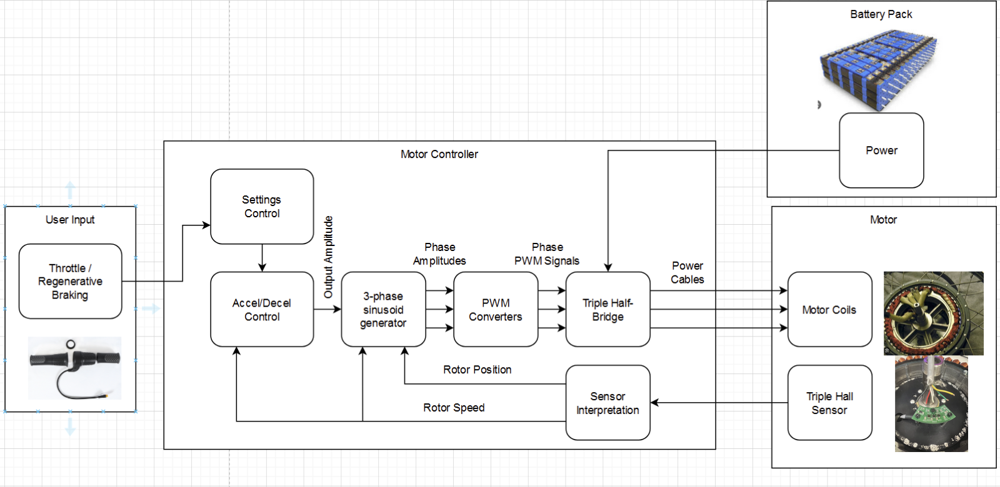 Battery Pack
Power
Motor Controller
Settings
Control
User Input
Throttle /
Regenerative
Braking
Accel/Decel
Control
Output Amplitude
3-phase
sinusoid
generator
Phase
Amplitudes
PWM
Converters
Phase
PWM Signals
Triple Half-
Bridge
Power
Cables
Motor
Motor Coils
Rotor Position
Rotor Speed
Sensor
Interpretation
Triple Hall
Sensor